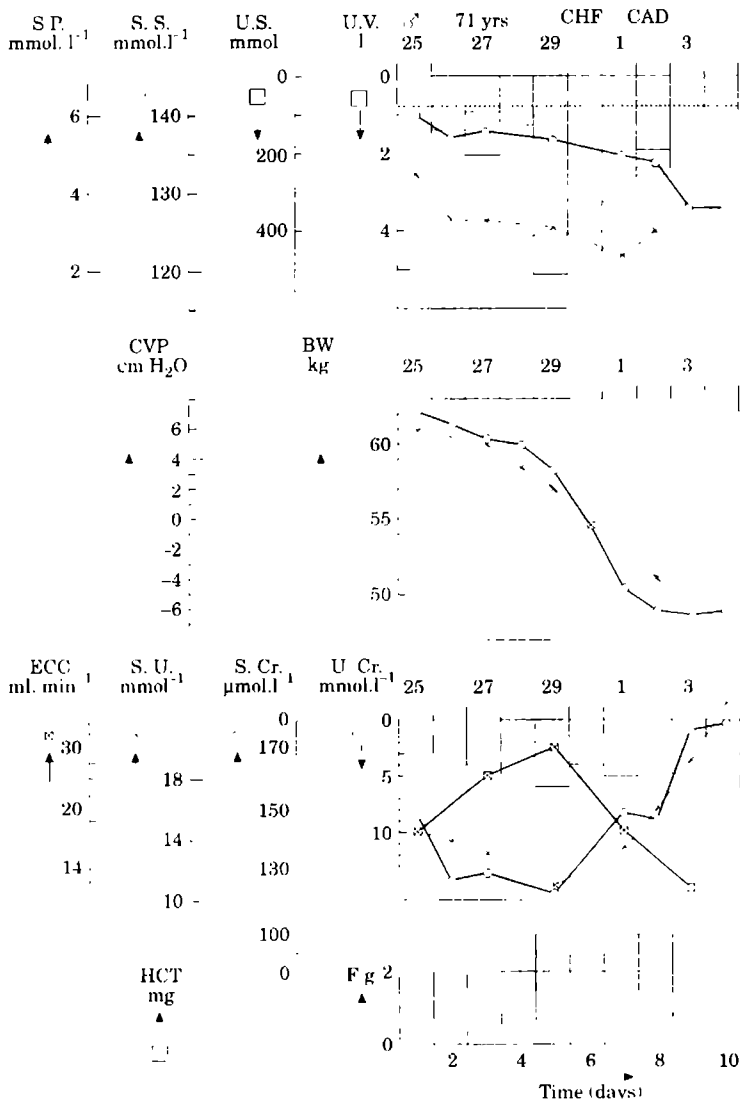 S P. S. S. U.S. U.V. ♂ 71 yrs CHF CAD
mmol. l⁻¹ mmol.l⁻¹ mmol l 25 27 29 1 3
0 0
6 140
200 2
4 130
400 4
2 120
CVP BW
cm H₂O kg 25 27 29 1 3
6 60
4
2
0 55
-2
-4 50
-6
ECC S. U. S. Cr. U Cr.
ml. min⁻¹ mmol⁻¹ μmol.l⁻¹ mmol.l⁻¹ 25 27 29 1 3
0 0
30 170
18 5
20 150
14 10
14 130
10
100
HCT F g 2
mg 0
0
2 4 6 8 10
Time (days)